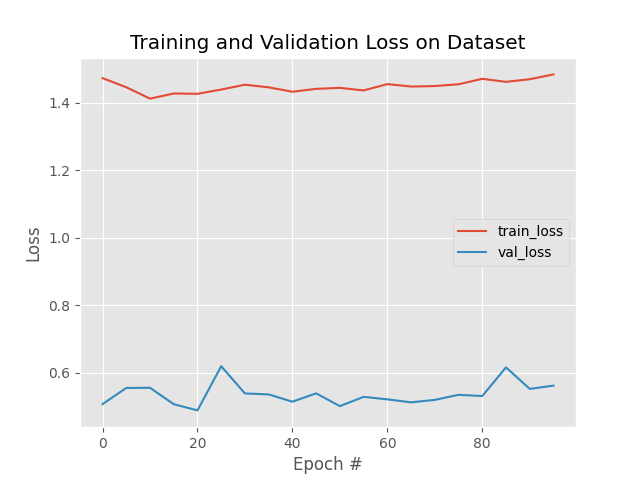 Training and Validation Loss on Dataset
1.4
1.2
1.0
0.8
0.6
Loss
train_loss
val_loss
0
20
40
60
80
Epoch #